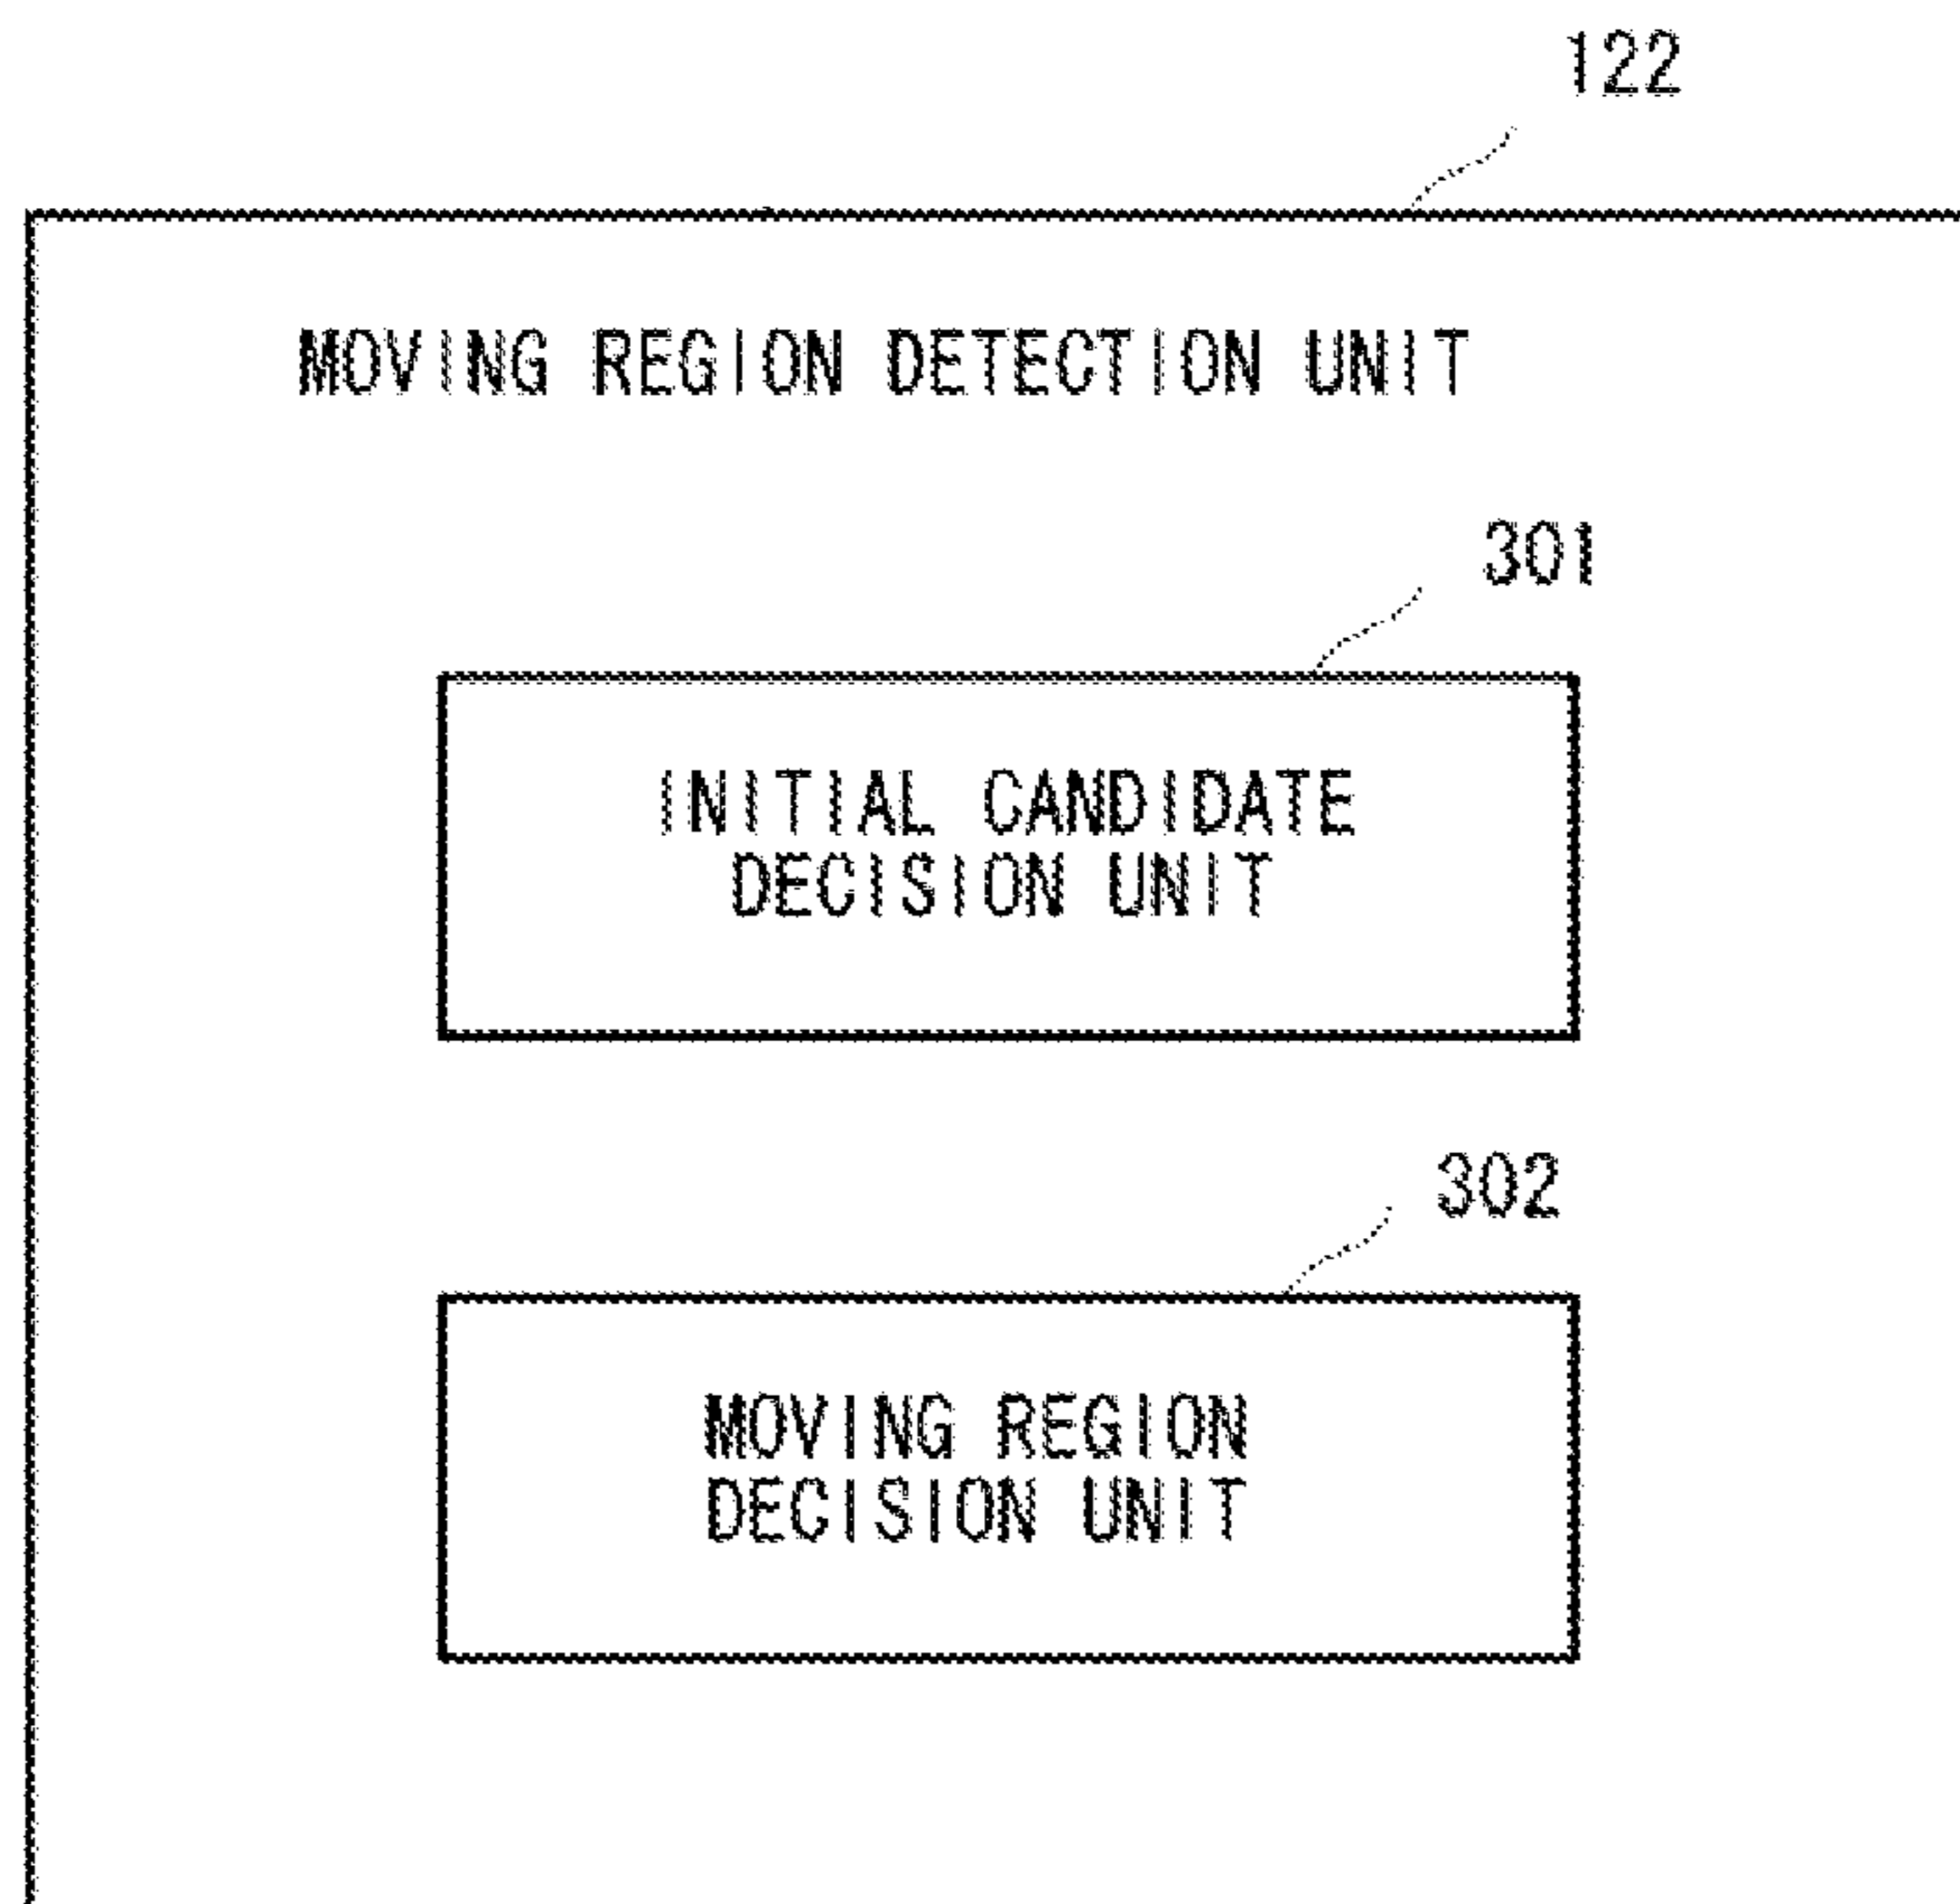 122
MOVING REGION DETECTION UNIT
301
INITIAL CANDIDATE
DECISION UNIT
302
MOVING REGION
DECISION UNIT